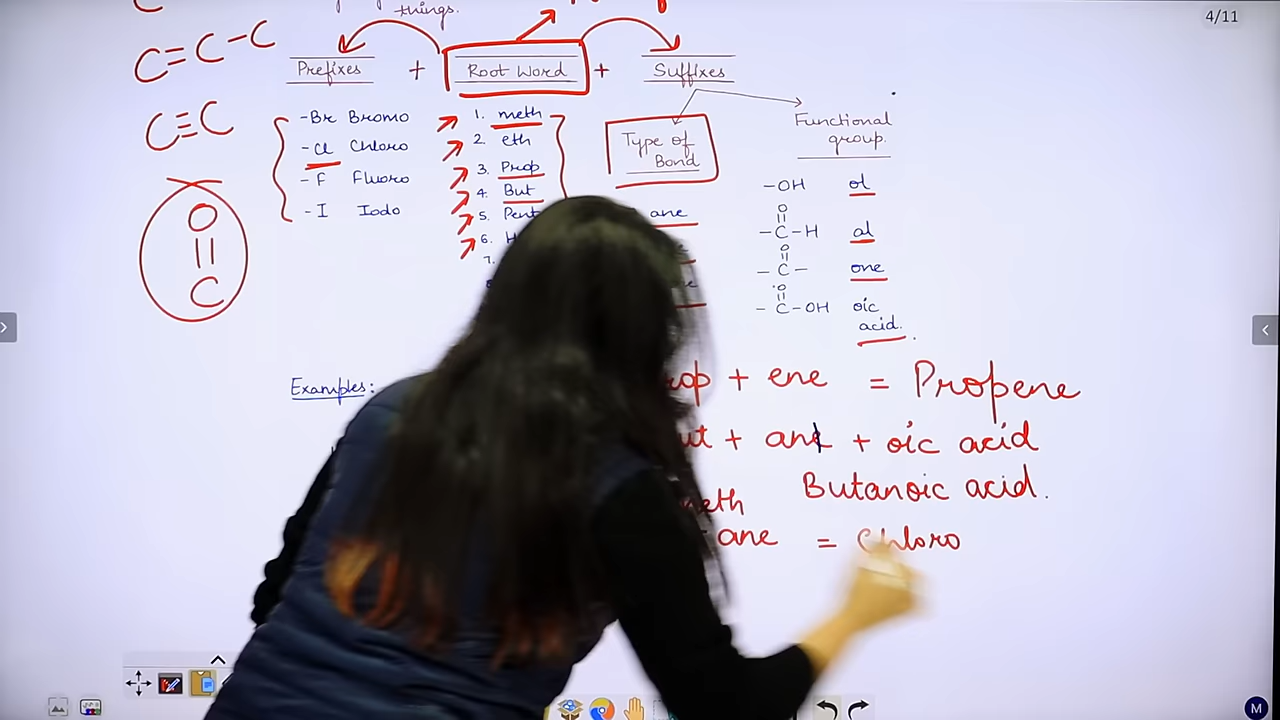 4/11
things.
C=C-C
Prefixes + Root Word + Suffixes
C≡C
-Br Bromo
-Cl Chloro
-F Fluoro
-I Iodo
1. meth
2. eth
3. Prop
4. But
5. Pent
6. H
7.
Type of
Bond
ane
Functional
group.
-OH ol
O
-C-H al
O
-C- one
O
-C-OH oic
acid.
O
||
C
Examples:
op + ene = Propene
ut + ane + oic acid
Butanoic acid.
eth
ane = Chloro
M